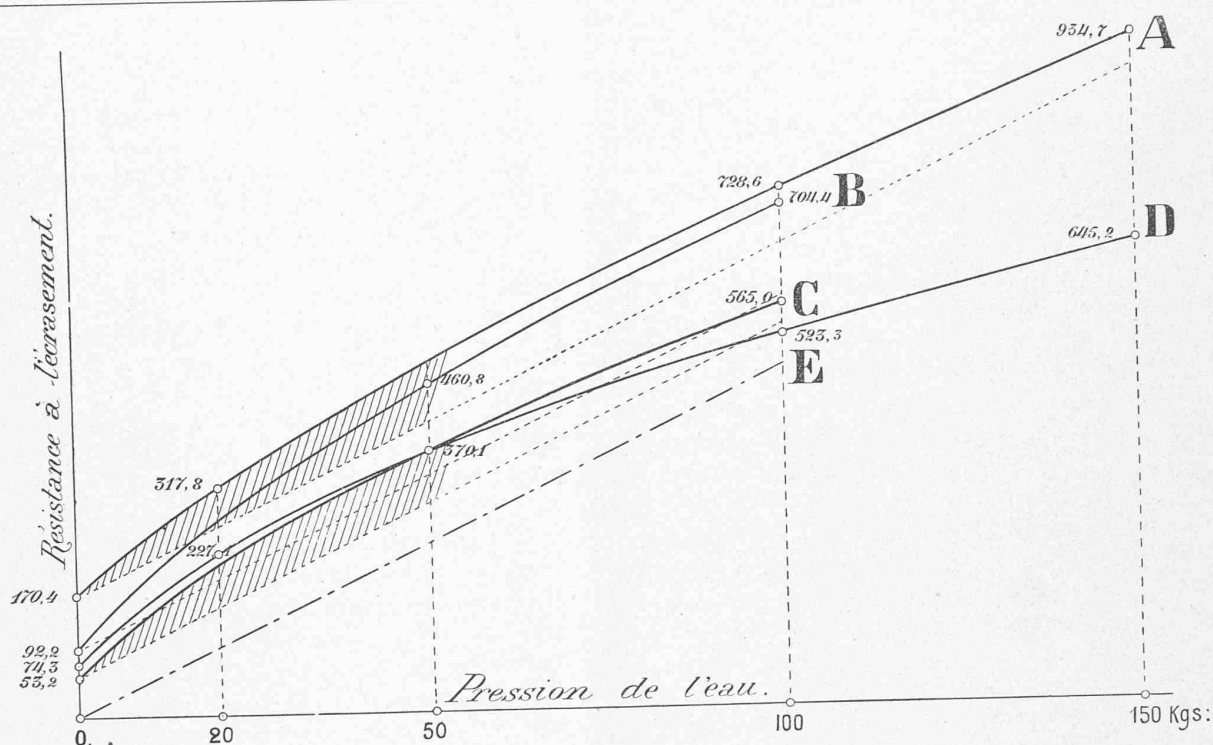 934,7 A
728,6
704,4 B
645,2 D
565,0 C
523,3
E
460,8
370,1
317,8
227,1
170,4
92,2
74,3
53,2
Résistance à l'écrasement.
Pression de l'eau.
0 20 50 100 150 Kgs: